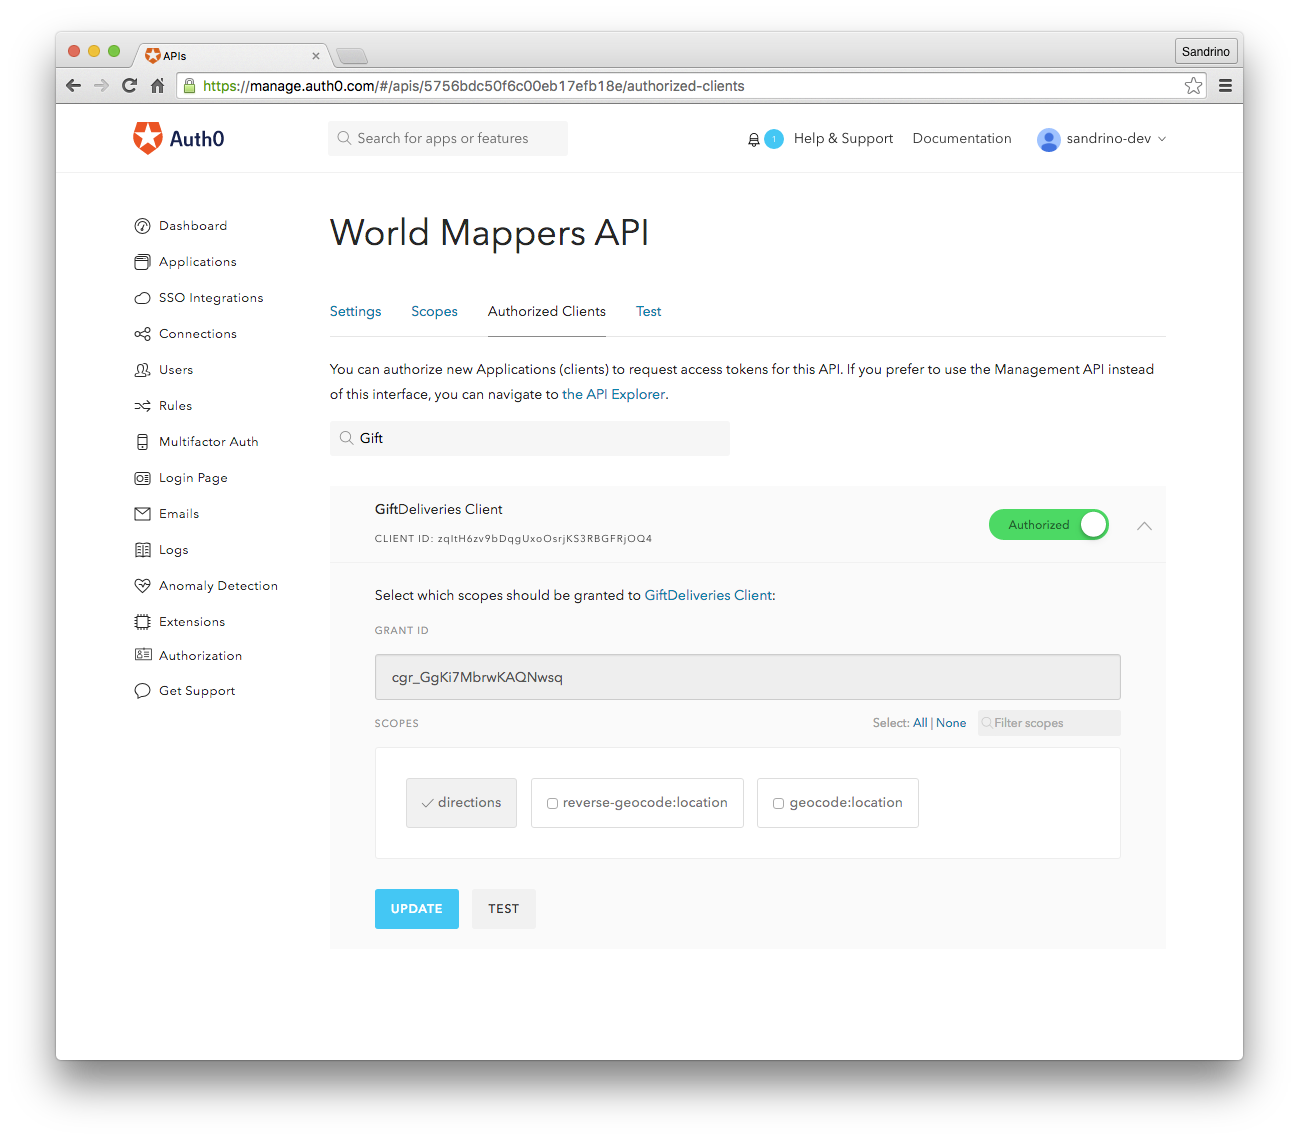 APIs
Sandrino
https://manage.auth0.com/#/apis/5756bdc50f6c00eb17efb18e/authorized-clients
Auth0
Search for apps or features
1
Help & Support
Documentation
sandrino-dev
Dashboard
Applications
SSO Integrations
Connections
Users
Rules
Multifactor Auth
Login Page
Emails
Logs
Anomaly Detection
Extensions
Authorization
Get Support
World Mappers API
Settings
Scopes
Authorized Clients
Test
You can authorize new Applications (clients) to request access tokens for this API. If you prefer to use the Management API instead
of this interface, you can navigate to the API Explorer.
Gift
GiftDeliveries Client
CLIENT ID: zqItH6zv9bDqgUxoOsrjKS3RBGFRjOQ4
Authorized
Select which scopes should be granted to GiftDeliveries Client:
GRANT ID
cgr_GgKi7MbrwKAQNwsq
SCOPES
Select: All | None
Filter scopes
directions
reverse-geocode:location
geocode:location
UPDATE
TEST